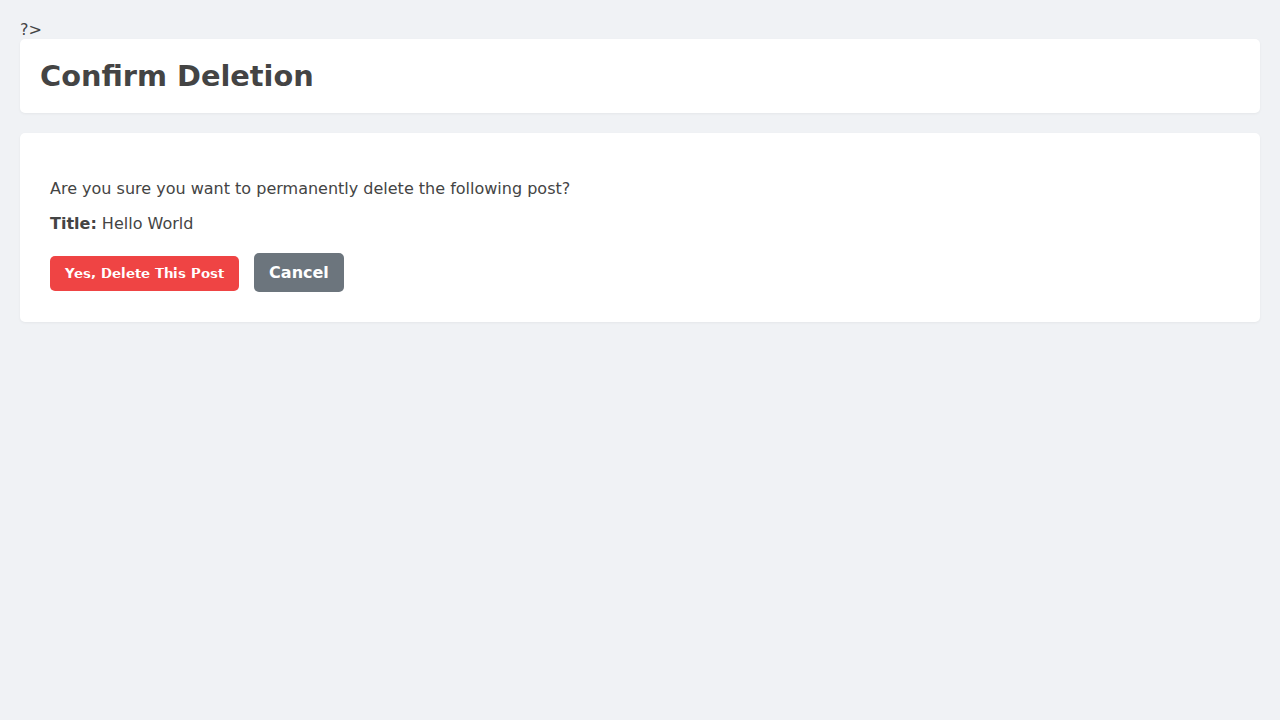 ?>
Confirm Deletion
Are you sure you want to permanently delete the following post?
Title: Hello World
Yes, Delete This Post
Cancel